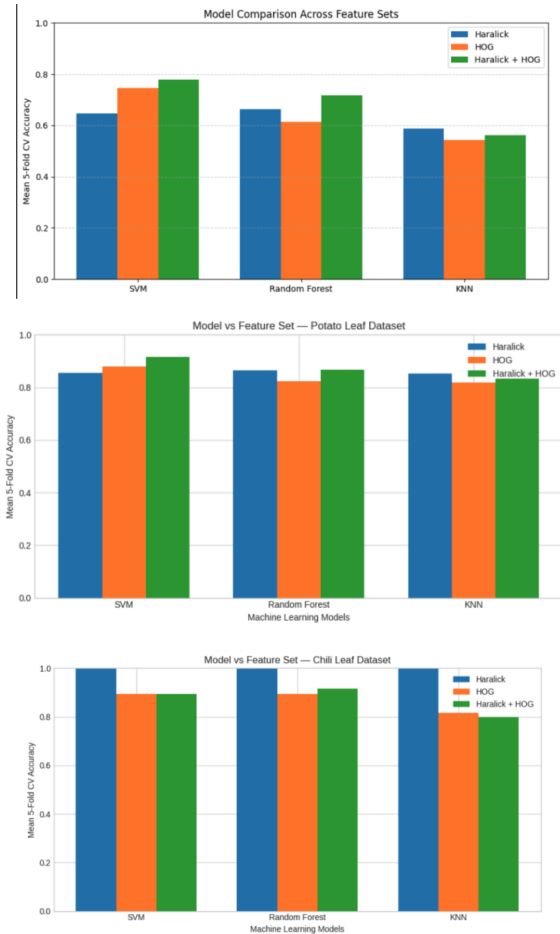 Model Comparison Across Feature Sets
Haralick
HOG
Haralick + HOG
Mean 5-Fold CV Accuracy
1.0
0.8
0.6
0.4
0.2
0.0
SVM Random Forest KNN
Model vs Feature Set — Potato Leaf Dataset
Haralick
HOG
Haralick + HOG
Mean 5-Fold CV Accuracy
1.0
0.8
0.6
0.4
0.2
0.0
SVM Random Forest KNN
Machine Learning Models
Model vs Feature Set — Chili Leaf Dataset
Haralick
HOG
Haralick + HOG
Mean 5-Fold CV Accuracy
1.0
0.8
0.6
0.4
0.2
0.0
SVM Random Forest KNN
Machine Learning Models